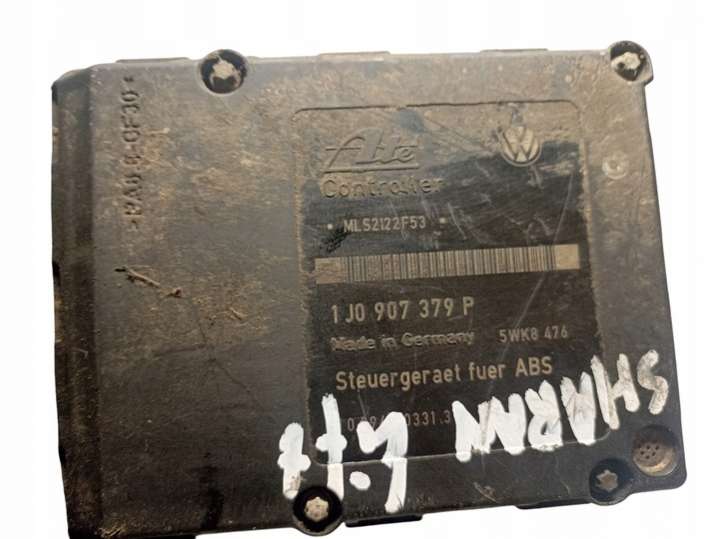 Ate
Controller
• MLS2122F53 •
1J0 907 379 P
Made in Germany 5WK8 476
Steuergeraet fuer ABS
SHARAN